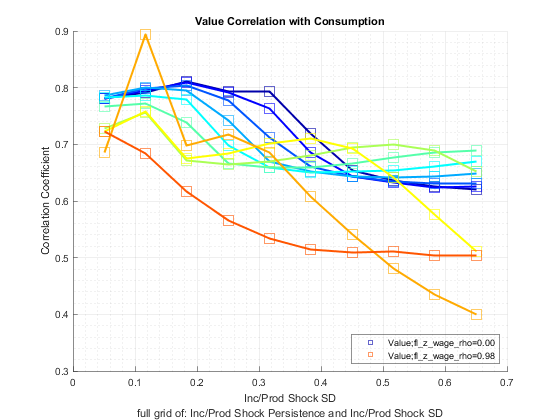 Value Correlation with Consumption
0.9
0.8
0.7
0.6
0.5
0.4
0.3
Correlation Coefficient
0
0.1
0.2
0.3
0.4
0.5
0.6
0.7
Value;fl_z_wage_rho=0.00
Value;fl_z_wage_rho=0.98
Inc/Prod Shock SD
full grid of: Inc/Prod Shock Persistence and Inc/Prod Shock SD